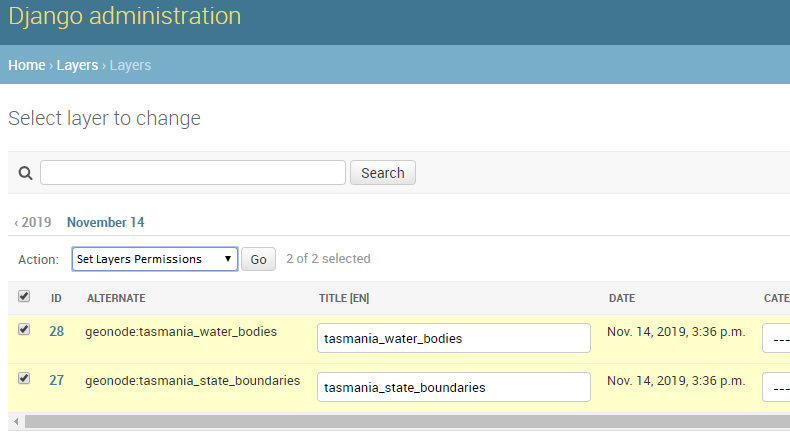 Django administration
Home › Layers › Layers
Select layer to change
Search
‹ 2019 November 14
Action: Set Layers Permissions Go 2 of 2 selected
ID ALTERNATE TITLE [EN] DATE CATE
28 geonode:tasmania_water_bodies tasmania_water_bodies Nov. 14, 2019, 3:36 p.m. ---
27 geonode:tasmania_state_boundaries tasmania_state_boundaries Nov. 14, 2019, 3:36 p.m. ---